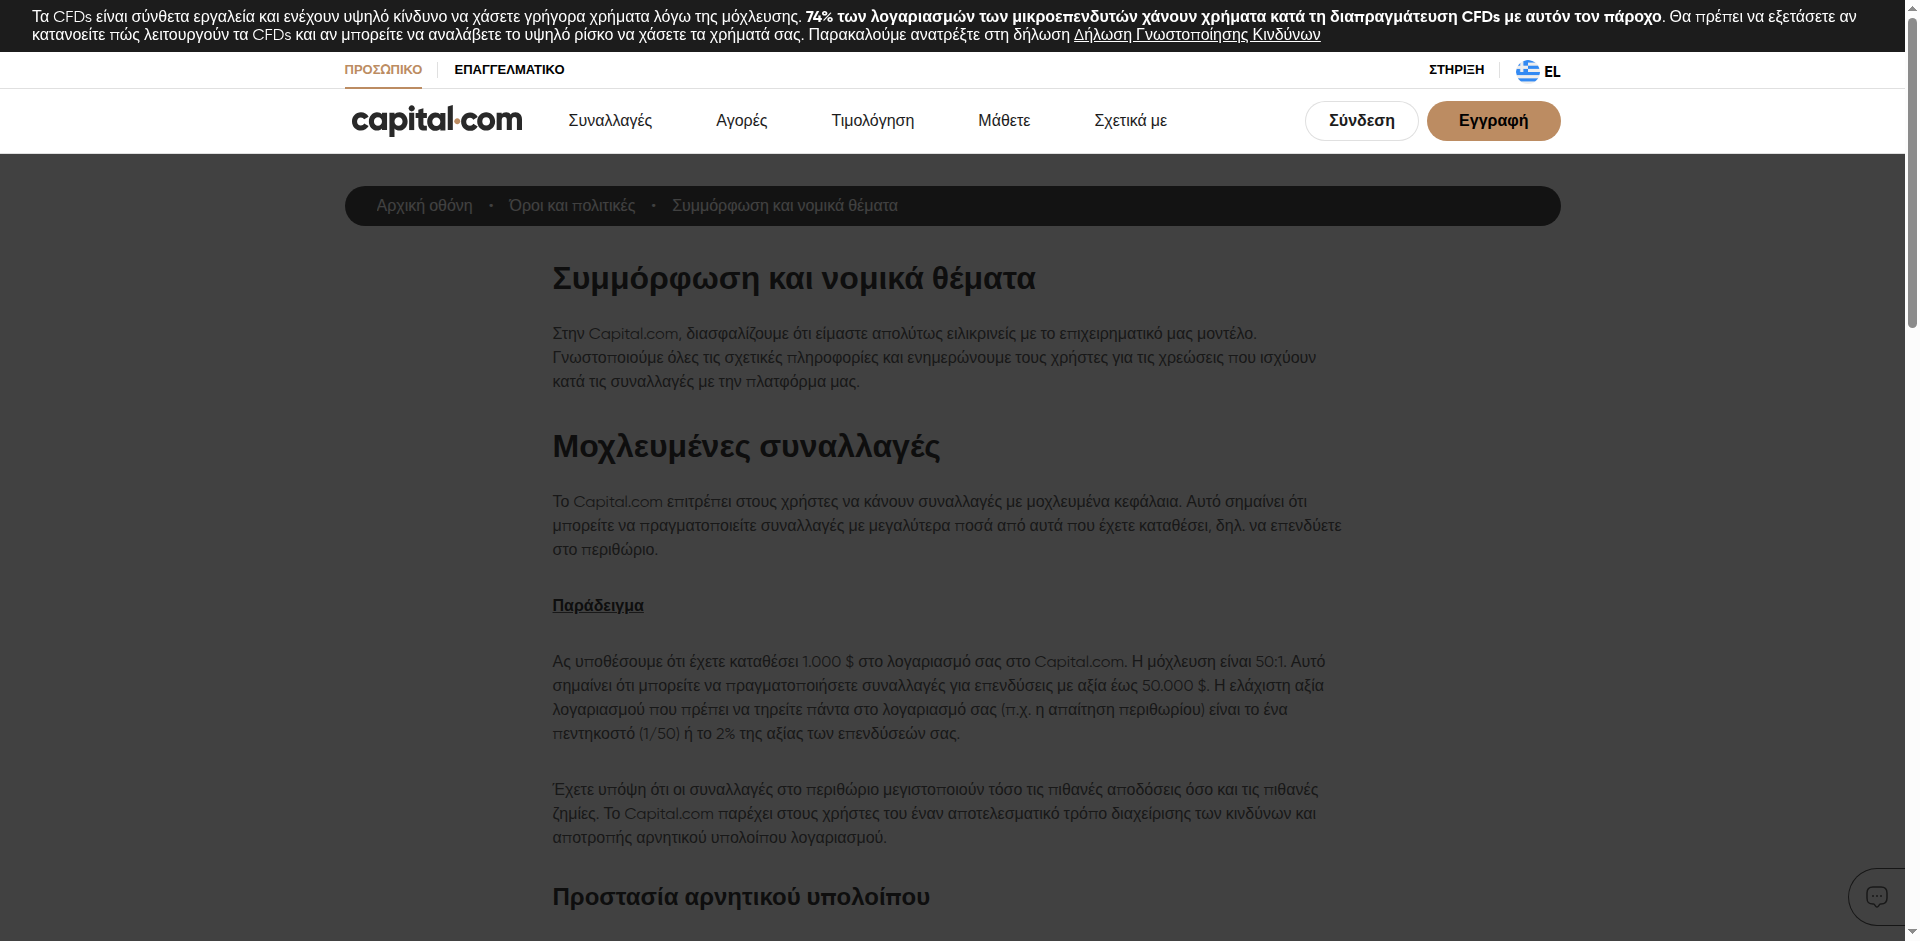 Τα CFDs είναι σύνθετα εργαλεία και ενέχουν υψηλό κίνδυνο να χάσετε γρήγορα χρήματα λόγω της μόχλευσης. 74% των λογαριασμών των μικροεπενδυτών χάνουν χρήματα κατά τη διαπραγμάτευση CFDs με αυτόν τον πάροχο. Θα πρέπει να εξετάσετε αν
κατανοείτε πώς λειτουργούν τα CFDs και αν μπορείτε να αναλάβετε το υψηλό ρίσκο να χάσετε τα χρήματά σας. Παρακαλούμε ανατρέξτε στη δήλωση Δήλωση Γνωστοποίησης Κινδύνων
ΠΡΟΣΩΠΙΚΟ ΕΠΑΓΓΕΛΜΑΤΙΚΟ ΣΤΗΡΙΞΗ EL
capital.com Συναλλαγές Αγορές Τιμολόγηση Μάθετε Σχετικά με Σύνδεση Εγγραφή
Αρχική οθόνη • Όροι και πολιτικές • Συμμόρφωση και νομικά θέματα
Συμμόρφωση και νομικά θέματα
Στην Capital.com, διασφαλίζουμε ότι είμαστε απολύτως ειλικρινείς με το επιχειρηματικό μας μοντέλο.
Γνωστοποιούμε όλες τις σχετικές πληροφορίες και ενημερώνουμε τους χρήστες για τις χρεώσεις που ισχύουν
κατά τις συναλλαγές με την πλατφόρμα μας.
Μοχλευμένες συναλλαγές
Το Capital.com επιτρέπει στους χρήστες να κάνουν συναλλαγές με μοχλευμένα κεφάλαια. Αυτό σημαίνει ότι
μπορείτε να πραγματοποιείτε συναλλαγές με μεγαλύτερα ποσά από αυτά που έχετε καταθέσει, δηλ. να επενδύετε
στο περιθώριο.
Παράδειγμα
Ας υποθέσουμε ότι έχετε καταθέσει 1.000 $ στο λογαριασμό σας στο Capital.com. Η μόχλευση είναι 50:1. Αυτό
σημαίνει ότι μπορείτε να πραγματοποιήσετε συναλλαγές για επενδύσεις με αξία έως 50.000 $. Η ελάχιστη αξία
λογαριασμού που πρέπει να τηρείτε πάντα στο λογαριασμό σας (π.χ. η απαίτηση περιθωρίου) είναι το ένα
πεντηκοστό (1/50) ή το 2% της αξίας των επενδύσεών σας.
Έχετε υπόψη ότι οι συναλλαγές στο περιθώριο μεγιστοποιούν τόσο τις πιθανές αποδόσεις όσο και τις πιθανές
ζημίες. Το Capital.com παρέχει στους χρήστες του έναν αποτελεσματικό τρόπο διαχείρισης των κινδύνων και
αποτροπής αρνητικού υπολοίπου λογαριασμού.
Προστασία αρνητικού υπολοίπου